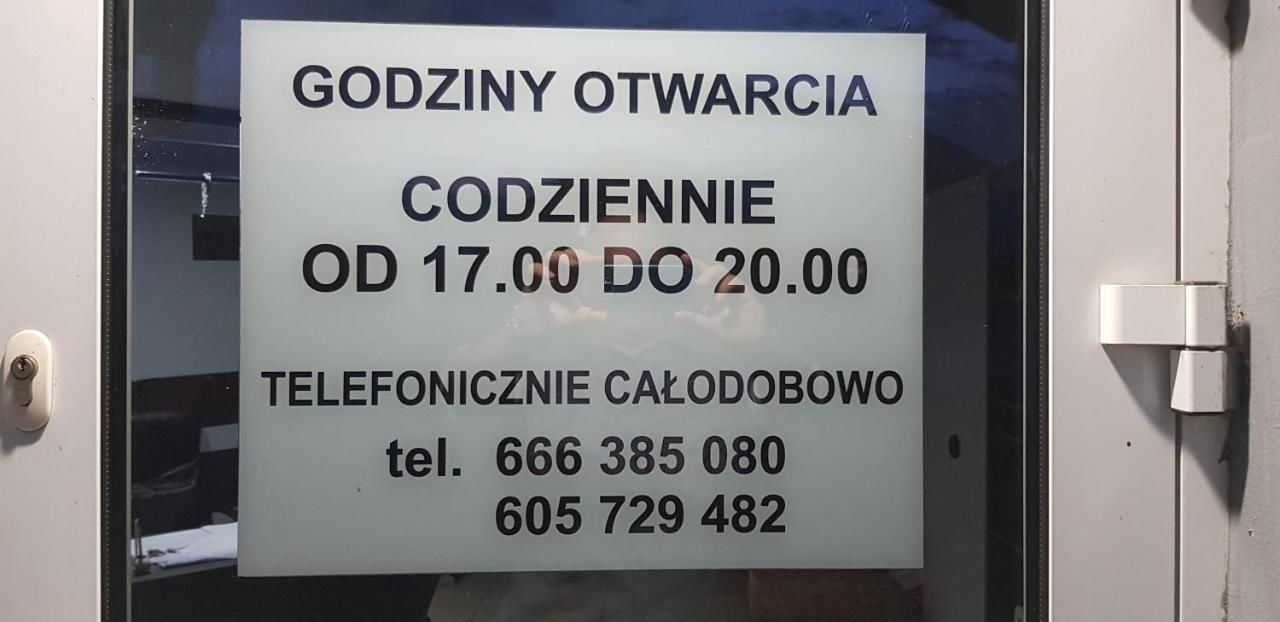 GODZINY OTWARCIA
CODZIENNIE
OD 17.00 DO 20.00
TELEFONICZNIE CAŁODOBOWO
tel. 666 385 080
605 729 482